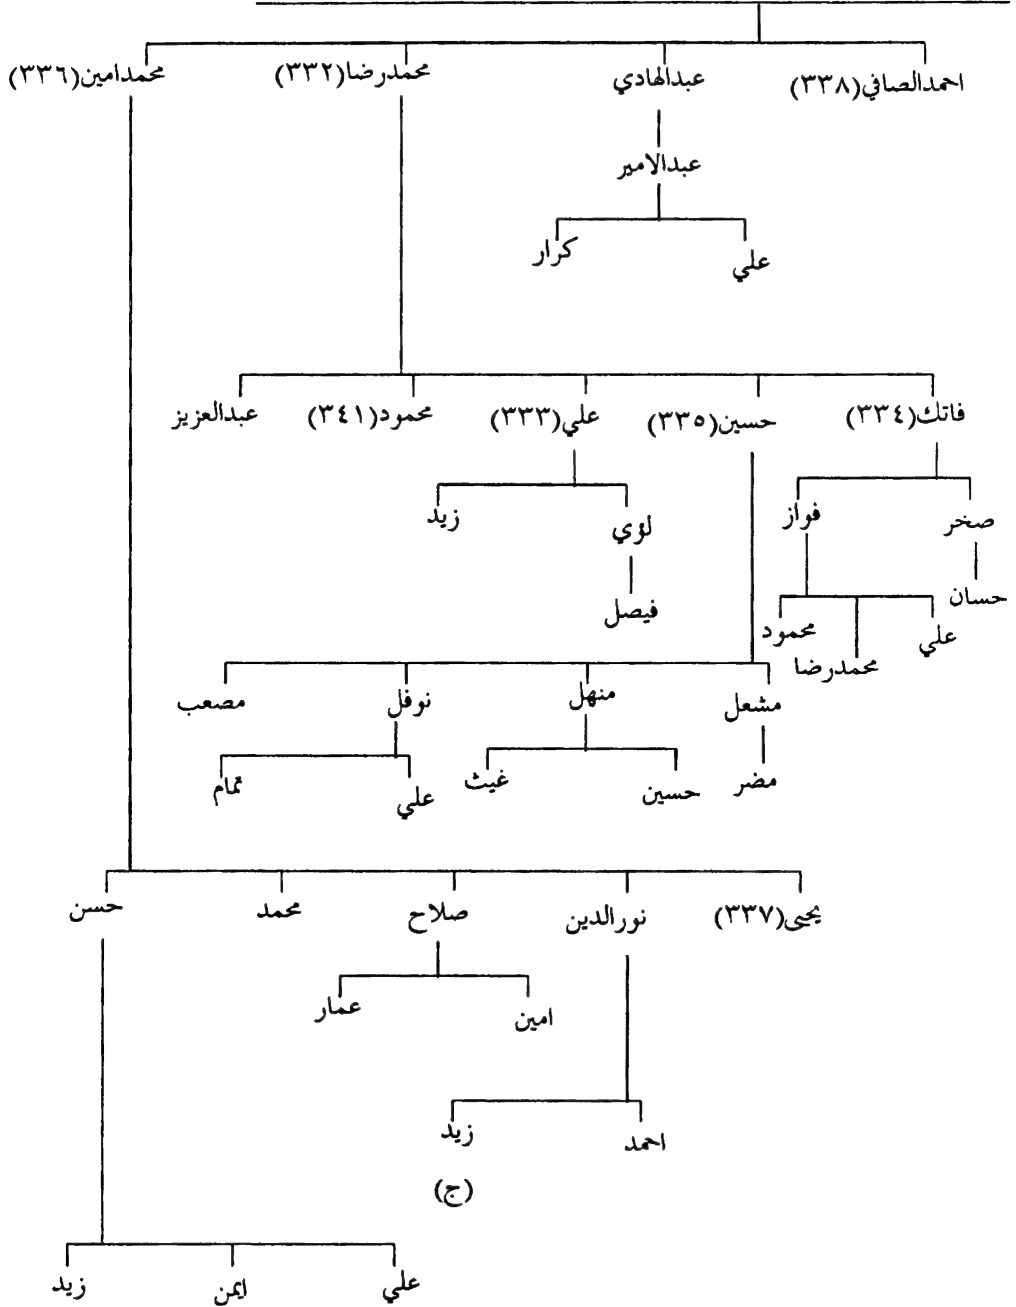 احمدالصافي(٣٣٨) عبدالهادي محمدرضا(٣٣٢) محمدامين(٣٣٦)
عبدالامير
علي كرار
فاتك(٣٣٤) حسين(٣٣٥) علي(٣٣٣) محمود(٣٤١) عبدالعزيز
صخر فواز لؤي زيد
حسان فيصل
علي محمدرضا محمود
مشعل منهل نوفل مصعب
مضر حسين غيث علي تمام
يحيى(٣٣٧) نورالدين صلاح محمد حسن
امين عمار
احمد زيد
(ج)
علي ايمن زيد